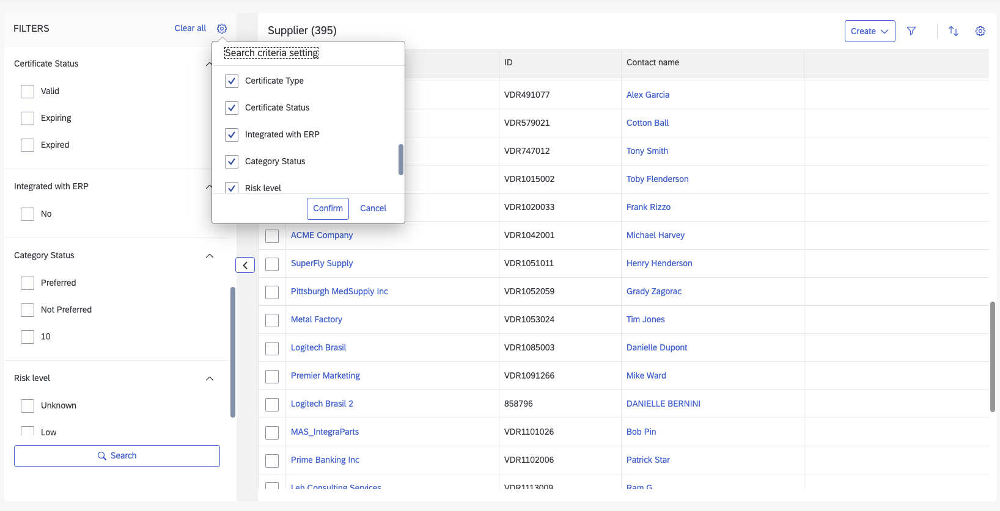 FILTERS
Clear all
Certificate Status
Valid
Expiring
Expired
Integrated with ERP
No
Category Status
Preferred
Not Preferred
10
Risk level
Unknown
Low
Search
Search criteria setting
Certificate Type
Certificate Status
Integrated with ERP
Category Status
Risk level
Confirm
Cancel
Supplier (395)
Create
ID
Contact name
VDR491077
Alex Garcia
VDR579021
Cotton Ball
VDR747012
Tony Smith
VDR1015002
Toby Flenderson
VDR1020033
Frank Rizzo
ACME Company
VDR1042001
Michael Harvey
SuperFly Supply
VDR1051011
Henry Henderson
Pittsburgh MedSupply Inc
VDR1052059
Grady Zagorac
Metal Factory
VDR1053024
Tim Jones
Logitech Brasil
VDR1085003
Danielle Dupont
Premier Marketing
VDR1091266
Mike Ward
Logitech Brasil 2
858796
DANIELLE BERNINI
MAS_IntegraParts
VDR1101026
Bob Pin
Prime Banking Inc
VDR1102006
Patrick Star
Leh Consulting Services
VDR1113009
Ram G